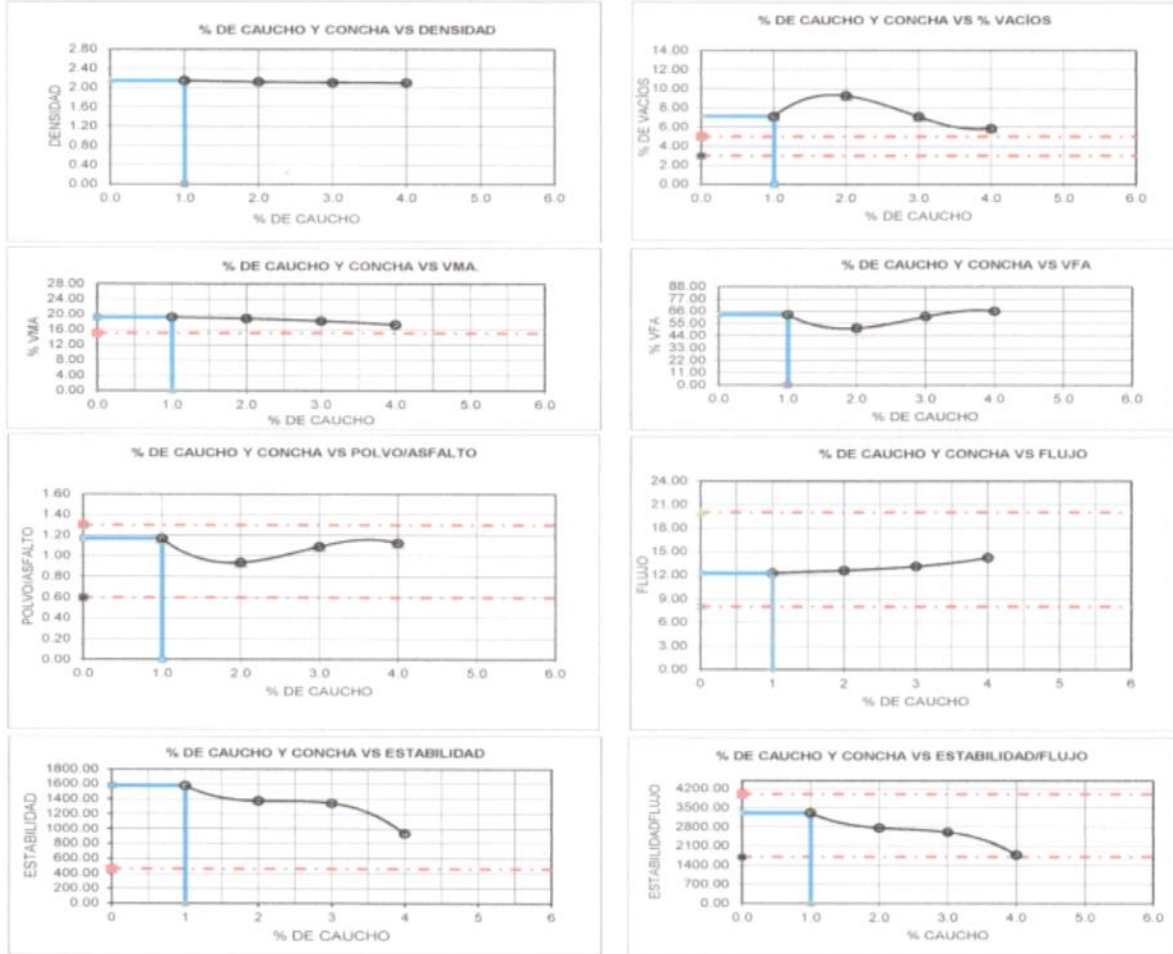 % DE CAUCHO Y CONCHA VS DENSIDAD
DENSIDAD
2.80
2.40
2.00
1.60
1.20
0.80
0.40
0.00
0.0 1.0 2.0 3.0 4.0 5.0 6.0
% DE CAUCHO
% DE CAUCHO Y CONCHA VS % VACÍOS
% DE VACÍOS
14.00
12.00
10.00
8.00
6.00
4.00
2.00
0.00
0.0 1.0 2.0 3.0 4.0 5.0 6.0
% DE CAUCHO
% DE CAUCHO Y CONCHA VS VMA.
% VMA
28.00
24.00
20.00
16.00
12.00
8.00
4.00
0.00
0.0 1.0 2.0 3.0 4.0 5.0 6.0
% DE CAUCHO
% DE CAUCHO Y CONCHA VS VFA
% VFA
88.00
77.00
66.00
55.00
44.00
33.00
22.00
11.00
0.00
0.0 1.0 2.0 3.0 4.0 5.0 6.0
% DE CAUCHO
% DE CAUCHO Y CONCHA VS POLVO/ASFALTO
POLVO/ASFALTO
1.60
1.40
1.20
1.00
0.80
0.60
0.40
0.20
0.00
0.0 1.0 2.0 3.0 4.0 5.0 6.0
% DE CAUCHO
% DE CAUCHO Y CONCHA VS FLUJO
FLUJO
24.00
21.00
18.00
15.00
12.00
9.00
6.00
3.00
0.00
0 1 2 3 4 5 6
% DE CAUCHO
% DE CAUCHO Y CONCHA VS ESTABILIDAD
ESTABILIDAD
1800.00
1600.00
1400.00
1200.00
1000.00
800.00
600.00
400.00
200.00
0.00
0 1 2 3 4 5 6
% DE CAUCHO
% DE CAUCHO Y CONCHA VS ESTABILIDAD/FLUJO
ESTABILIDAD/FLUJO
4200.00
3500.00
2800.00
2100.00
1400.00
700.00
0.00
0.0 1.0 2.0 3.0 4.0 5.0 6.0
% CAUCHO